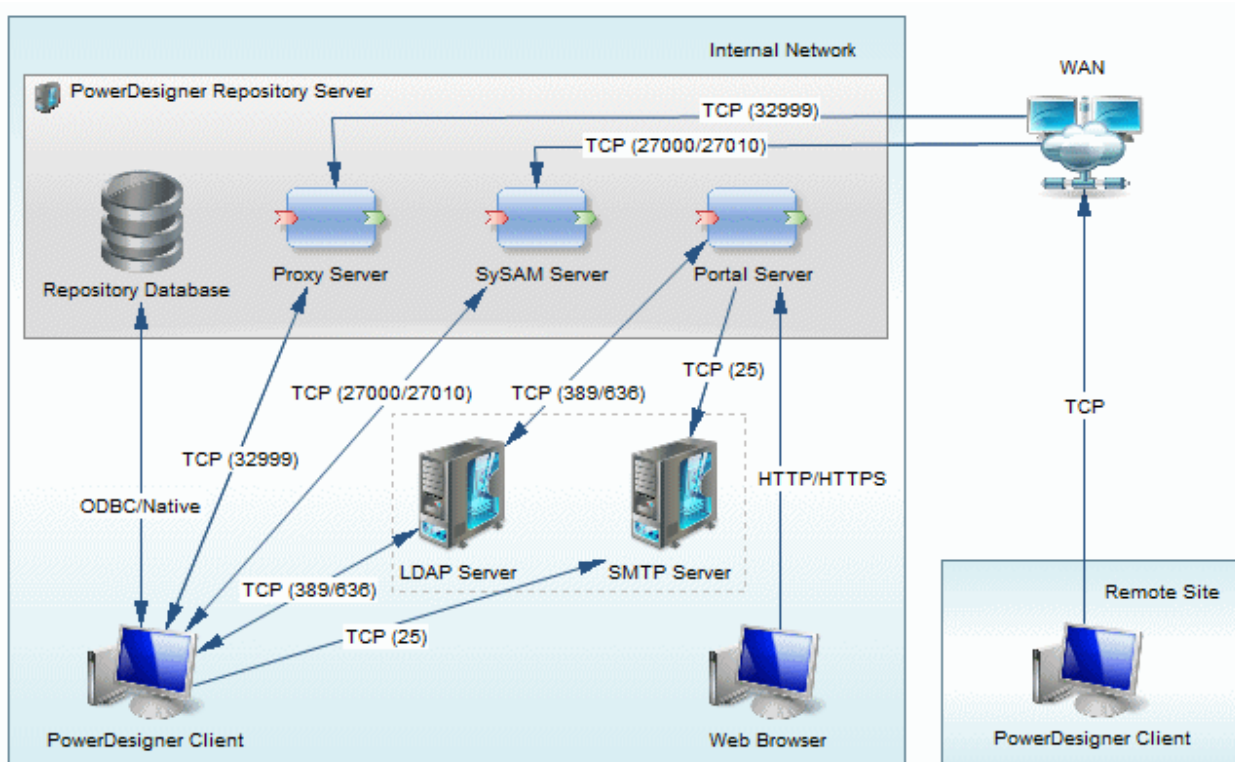 Internal Network
WAN
PowerDesigner Repository Server
TCP (32999)
TCP (27000/27010)
Proxy Server
SySAM Server
Portal Server
Repository Database
TCP (25)
TCP (27000/27010)
TCP (389/636)
TCP
TCP (32999)
HTTP/HTTPS
ODBC/Native
LDAP Server
SMTP Server
TCP (389/636)
Remote Site
TCP (25)
PowerDesigner Client
Web Browser
PowerDesigner Client